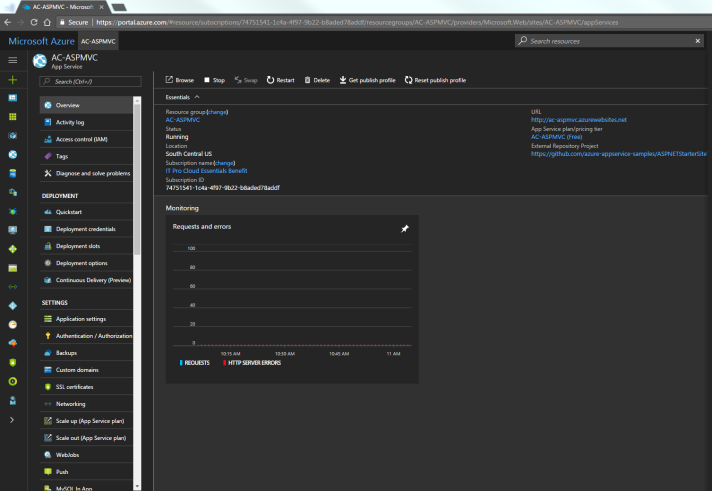 AC-ASPMVC - Microsoft A
Secure | https://portal.azure.com/#resource/subscriptions/74751541-1c4a-4f97-9b22-b8aded78addf/resourcegroups/AC-ASPMVC/providers/Microsoft.Web/sites/AC-ASPMVC/appServices
Microsoft Azure AC-ASPMVC Search resources
AC-ASPMVC
App Service
Search (Ctrl+/)
Overview
Activity log
Access control (IAM)
Tags
Diagnose and solve problems
DEPLOYMENT
Quickstart
Deployment credentials
Deployment slots
Deployment options
Continuous Delivery (Preview)
SETTINGS
Application settings
Authentication / Authorization
Backups
Custom domains
SSL certificates
Networking
Scale up (App Service plan)
Scale out (App Service plan)
WebJobs
Push
MySQL In App
Browse Stop Swap Restart Delete Get publish profile Reset publish profile
Essentials
Resource group(change)
AC-ASPMVC
Status
Running
Location
South Central US
Subscription name(change)
IT Pro Cloud Essentials Benefit
Subscription ID
74751541-1c4a-4f97-9b22-b8aded78addf
URL
http://ac-aspmvc.azurewebsites.net
App Service plan/pricing tier
AC-ASPMVC (Free)
External Repository Project
https://github.com/azure-appservice-samples/ASPNETStarterSite
Monitoring
Requests and errors
100
80
60
40
20
0
10:15 AM 10:30 AM 10:45 AM 11 AM
REQUESTS HTTP SERVER ERRORS